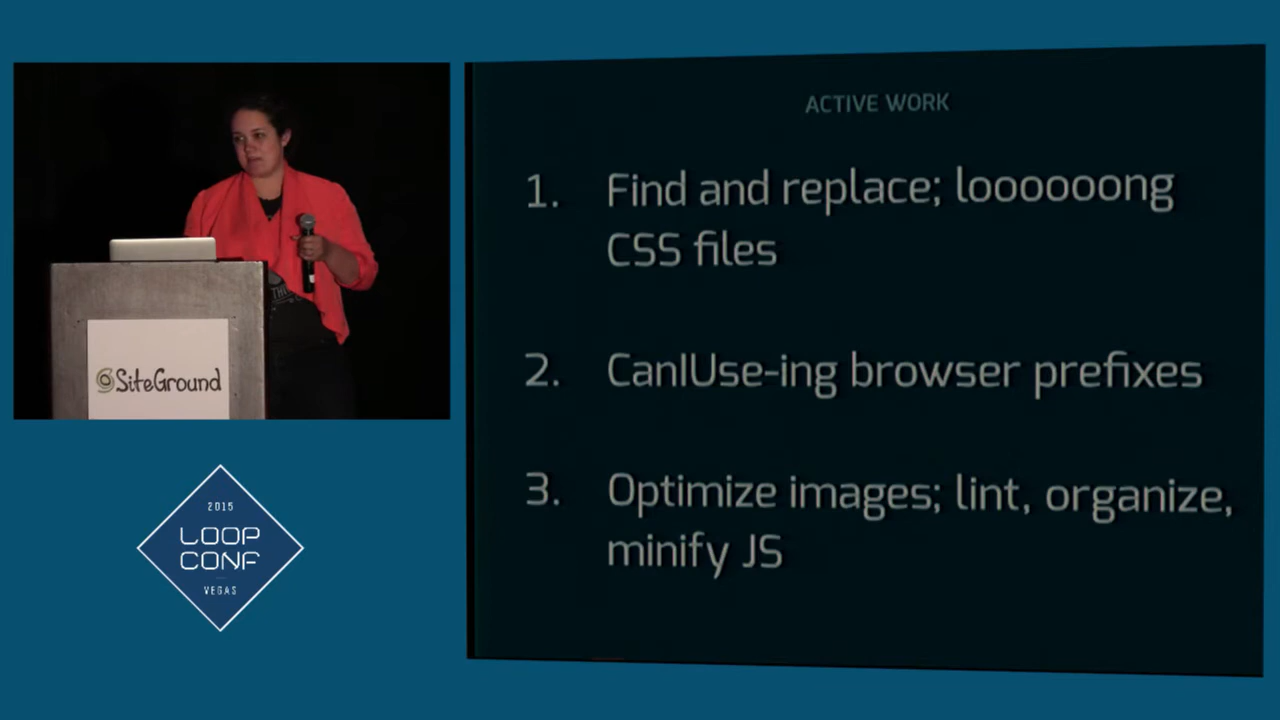 ACTIVE WORK
1. Find and replace; looooooong
CSS files
2. CanIUse-ing browser prefixes
3. Optimize images; lint, organize,
minify JS
SiteGround
2015
LOOP
CONF
VEGAS